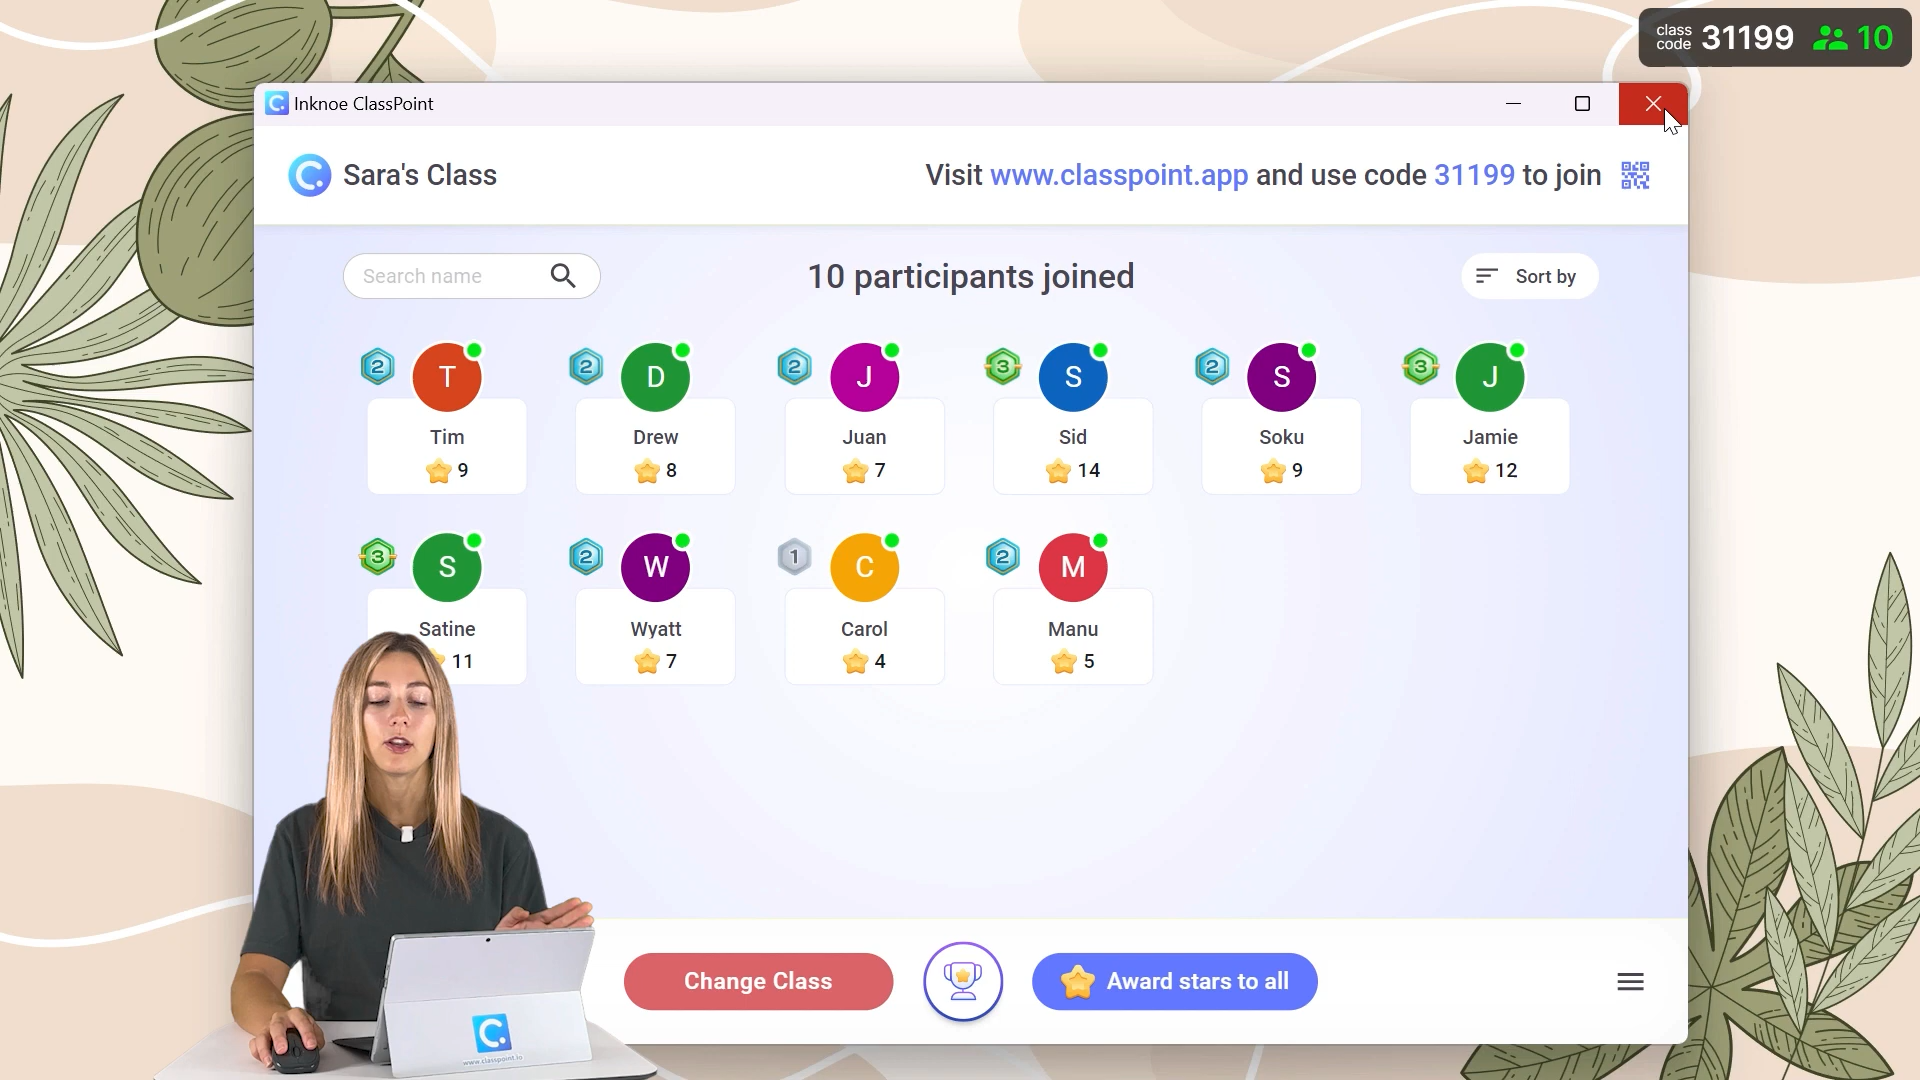 class code 31199 10
Inknoe ClassPoint
Sara's Class
Visit www.classpoint.app and use code 31199 to join
Search name
10 participants joined
Sort by
2 T 2 D 2 J 3 S 2 S 3 J
Tim Drew Juan Sid Soku Jamie
9 8 7 14 9 12
3 S 2 W 1 C 2 M
Satine Wyatt Carol Manu
11 7 4 5
Change Class
Award stars to all
C.
www.classpoint.io